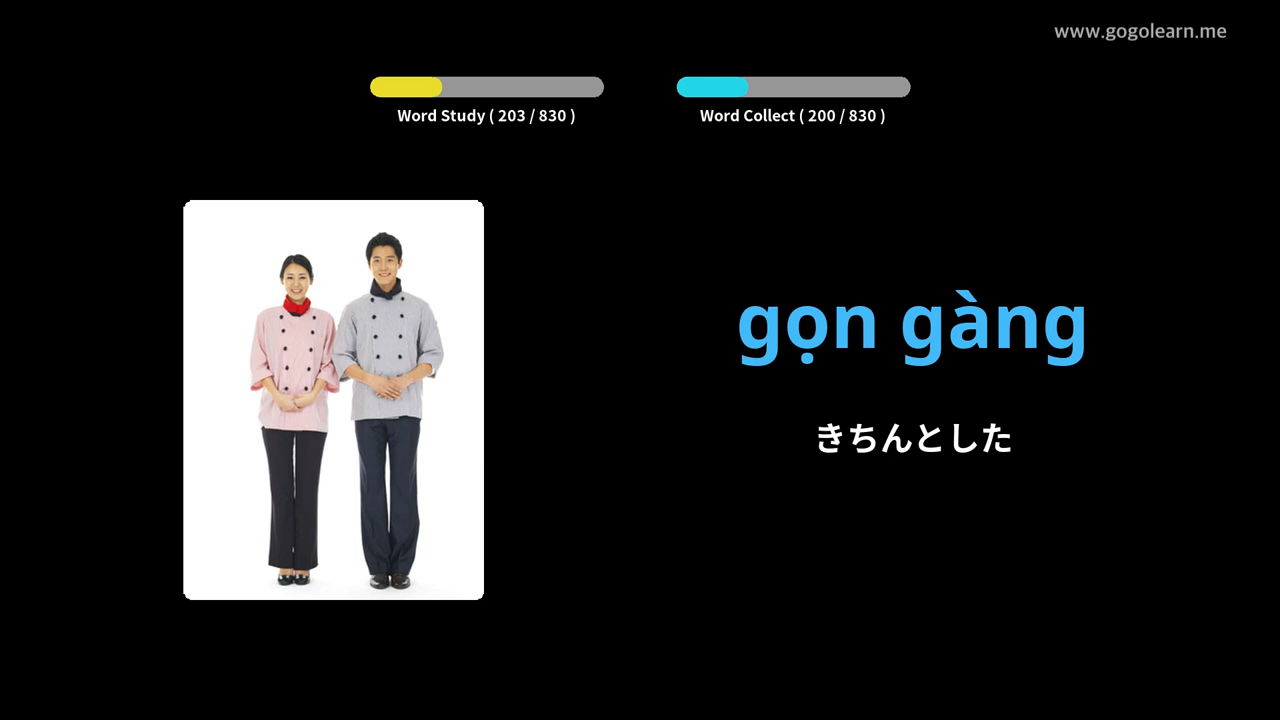 www.gogolearn.me
Word Study ( 203 / 830 )
Word Collect ( 200 / 830 )
gọn gàng
きちんとした